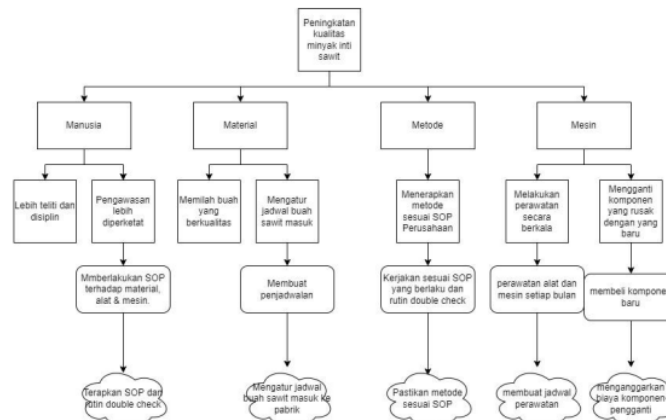 Peningkatan
kualitas
minyak inti
sawit
Manusia
Material
Metode
Mesin
Lebih teliti dan
disiplin
Pengawasan
lebih
diperketat
Memilah buah
yang
berkualitas
Mengatur
jadwal buah
sawit masuk
Menerapkan
metode
sesuai SOP
Perusahaan
Melakukan
perawatan
secara
berkala
Mengganti
komponen
yang rusak
dengan yang
baru
Mmberlakukan SOP
terhadap material,
alat & mesin.
Membuat
penjadwalan
Kerjakan sesuai SOP
yang berlaku dan
rutin double check
perawatan alat dan
mesin setiap bulan
membeli komponen
baru
Terapkan SOP dan
rutin double check
Mengatur jadwal
buah sawit masuk ke
pabrik
Pastikan metode
sesuai SOP
membuat jadwal
perawatan
menganggarkan
biaya komponen
pengganti